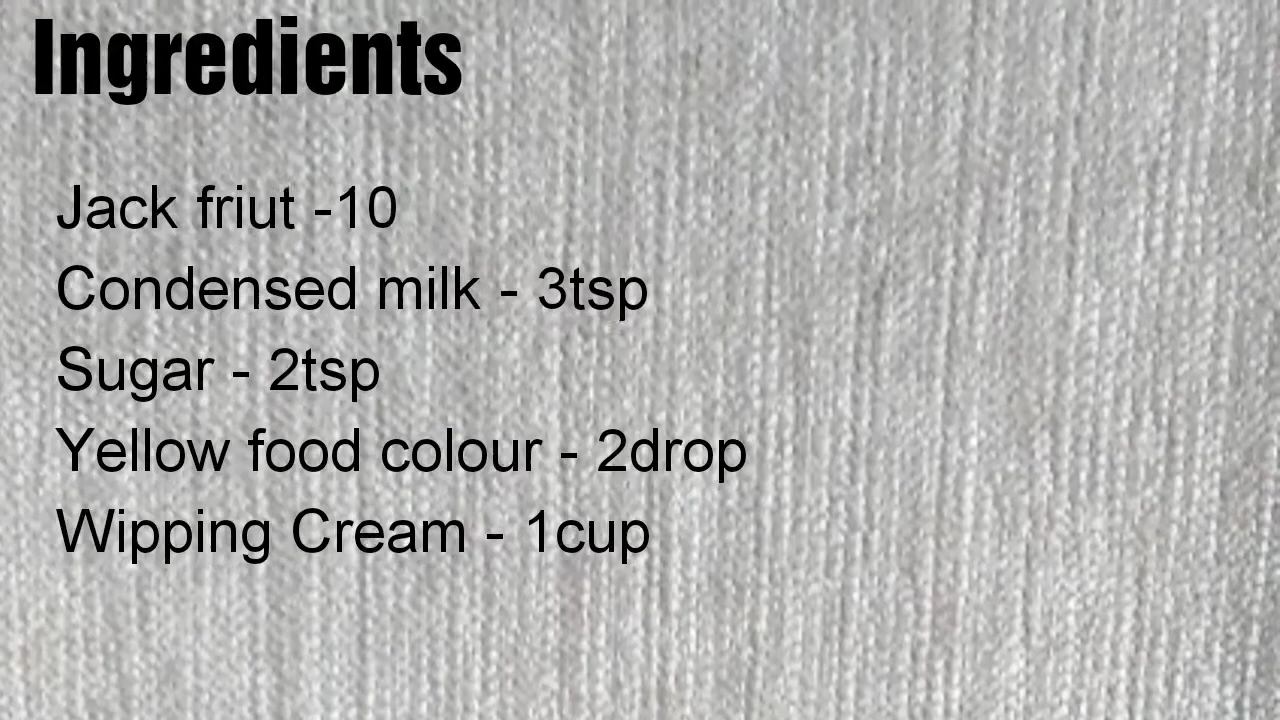 Ingredients
Jack friut -10
Condensed milk - 3tsp
Sugar - 2tsp
Yellow food colour - 2drop
Wipping Cream - 1cup